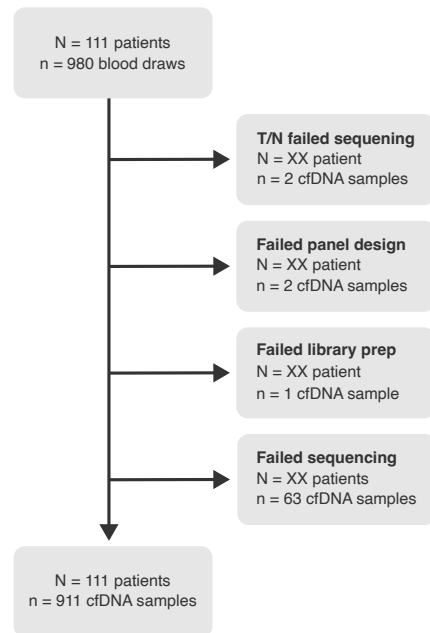 N = 111 patients
n = 980 blood draws
T/N failed sequening
N = XX patient
n = 2 cfDNA samples
Failed panel design
N = XX patient
n = 2 cfDNA samples
Failed library prep
N = XX patient
n = 1 cfDNA sample
Failed sequencing
N = XX patients
n = 63 cfDNA samples
N = 111 patients
n = 911 cfDNA samples